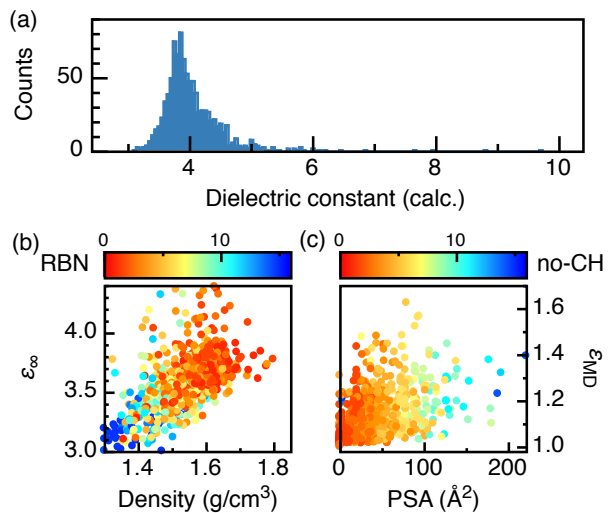 (a)
Counts
50
0
4
6
8
10
Dielectric constant (calc.)
(b)
RBN
0
10
ε∞
4.0
3.5
3.0
1.4
1.6
1.8
Density (g/cm³)
(c)
0
10
no-CH
εMD
1.6
1.4
1.2
1.0
0
100
200
PSA (Å²)